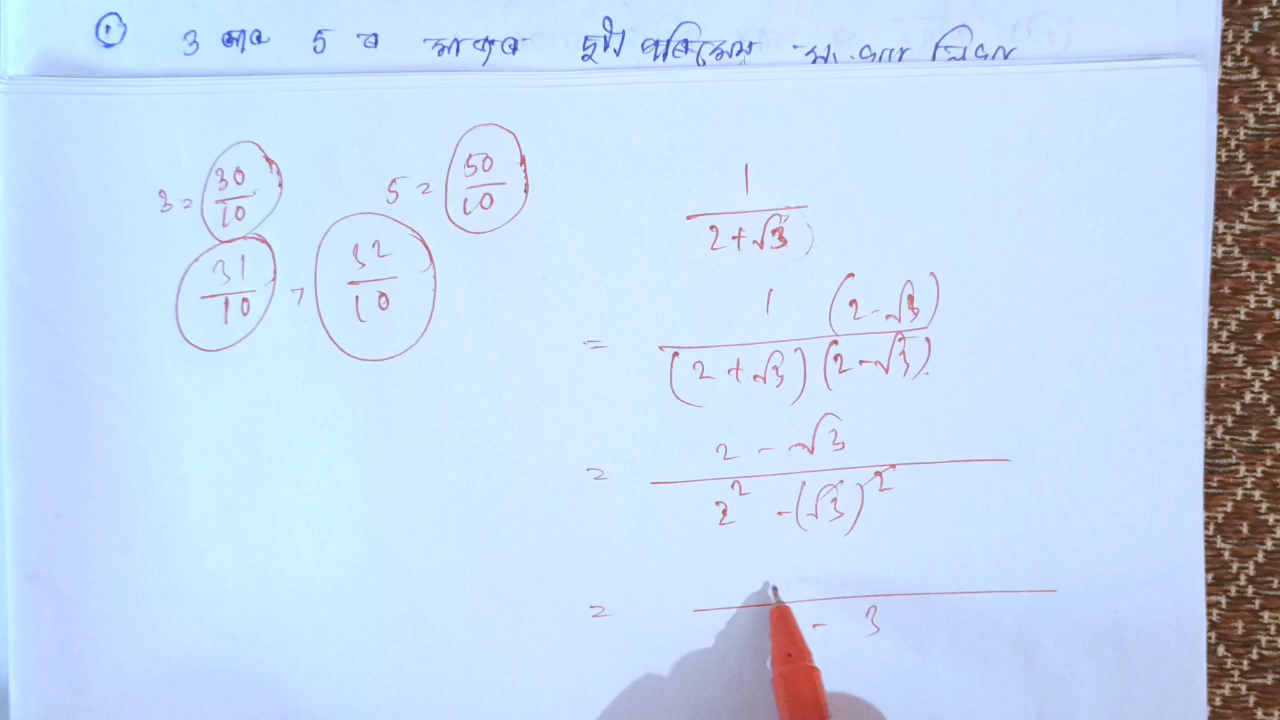 ① 3 আৰু 5 ৰ মাজৰ দুটা পৰিমেয় সংখ্যা লিখা
3 = 30/10 5 = 50/10
31/10 , 32/10
1/(2+√3)
= 1 (2-√3)/(2+√3)(2-√3)
= 2-√3/2² -(√3)²
= - 3